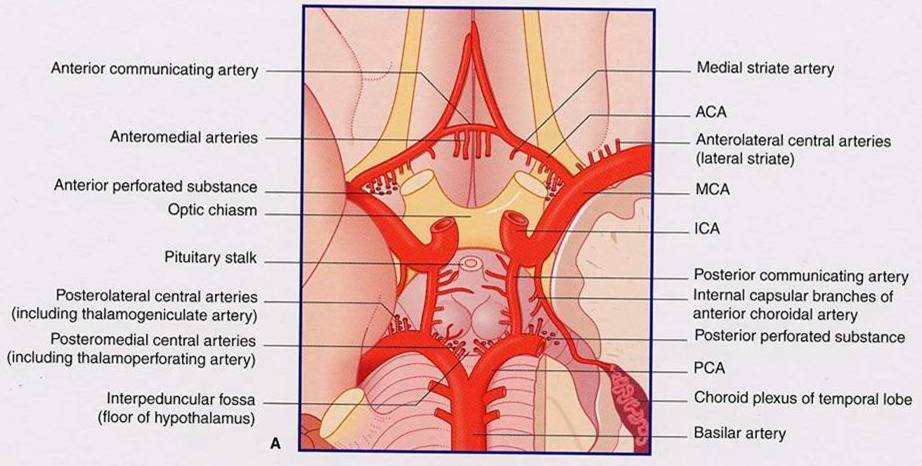 Anterior communicating artery
Anteromedial arteries
Anterior perforated substance
Optic chiasm
Pituitary stalk
Posterolateral central arteries
(including thalamogeniculate artery)
Posteromedial central arteries
(including thalamoperforating artery)
Interpeduncular fossa
(floor of hypothalamus)
A
Medial striate artery
ACA
Anterolateral central arteries
(lateral striate)
MCA
ICA
Posterior communicating artery
Internal capsular branches of
anterior choroidal artery
Posterior perforated substance
PCA
Choroid plexus of temporal lobe
Basilar artery